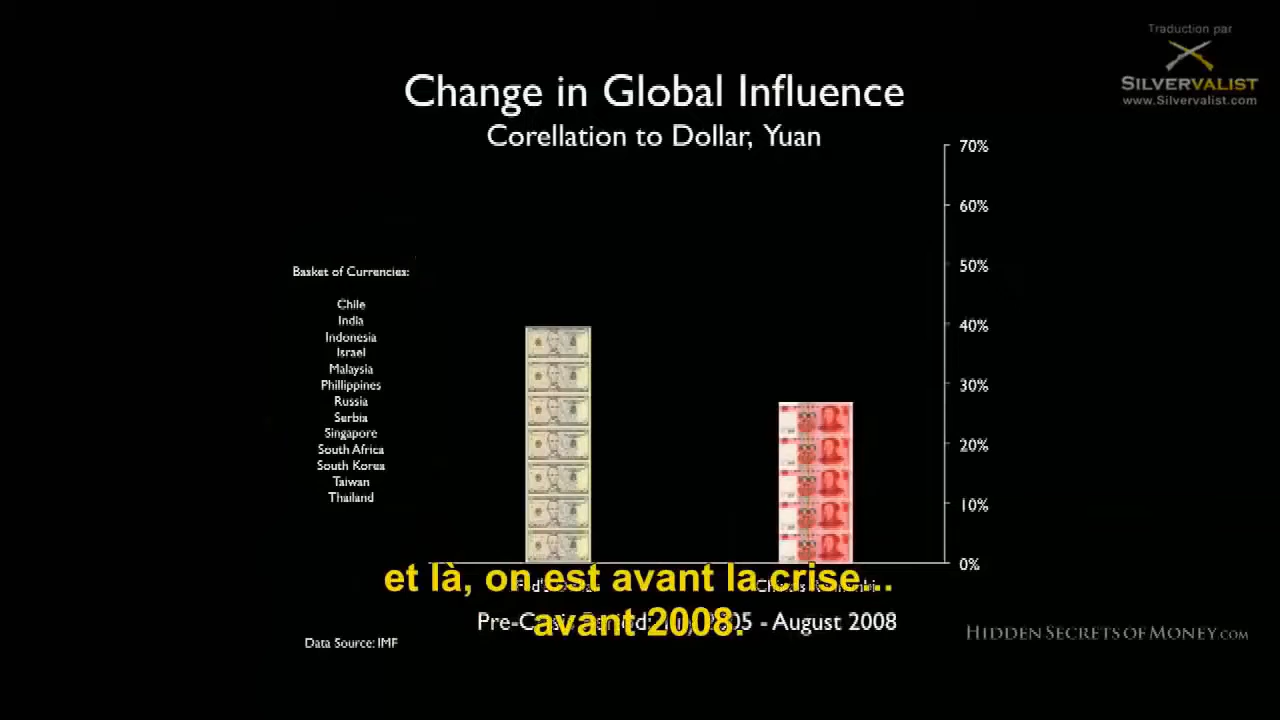 Traduction par
SILVERVALIST
www.Silvervalist.com
Change in Global Influence
Corellation to Dollar, Yuan
70%
60%
50%
40%
30%
20%
10%
0%
Basket of Currencies:
Chile
India
Indonesia
Israel
Malaysia
Phillippines
Russia
Serbia
Singapore
South Africa
South Korea
Taiwan
Thailand
et là, on est avant la crise...
avant 2008.
- August 2008
Data Source: IMF
HIDDEN SECRETS OF MONEY.COM